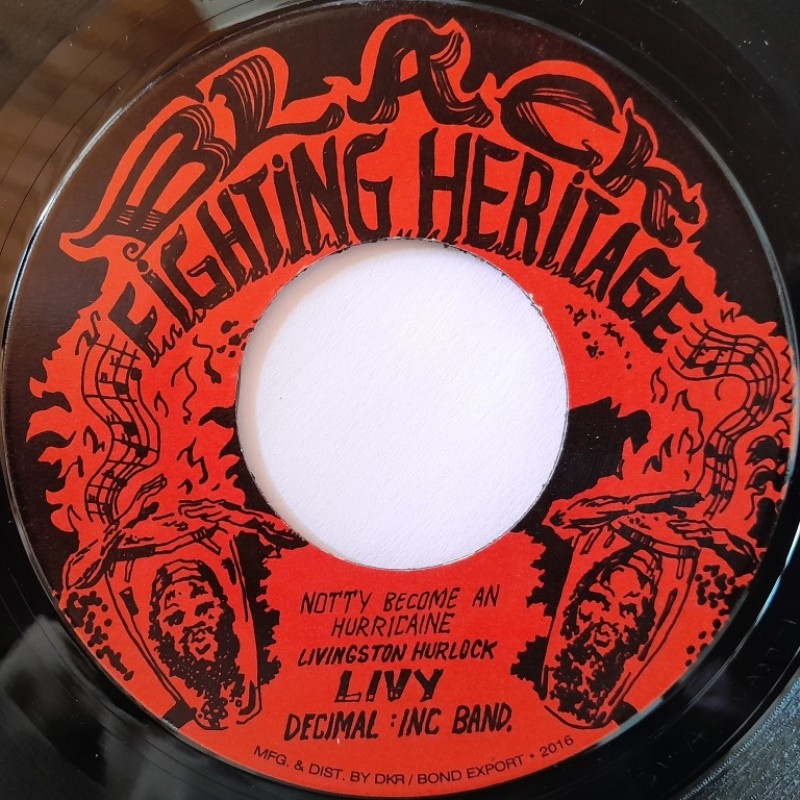 BLACK
FIGHTING HERITAGE
NOTTY BECOME AN
HURRICAINE
LIVINGSTON HURLOCK
LIVY
DECIMAL : INC BAND.
MFG. & DIST. BY DKR / BOND EXPORT • 2016